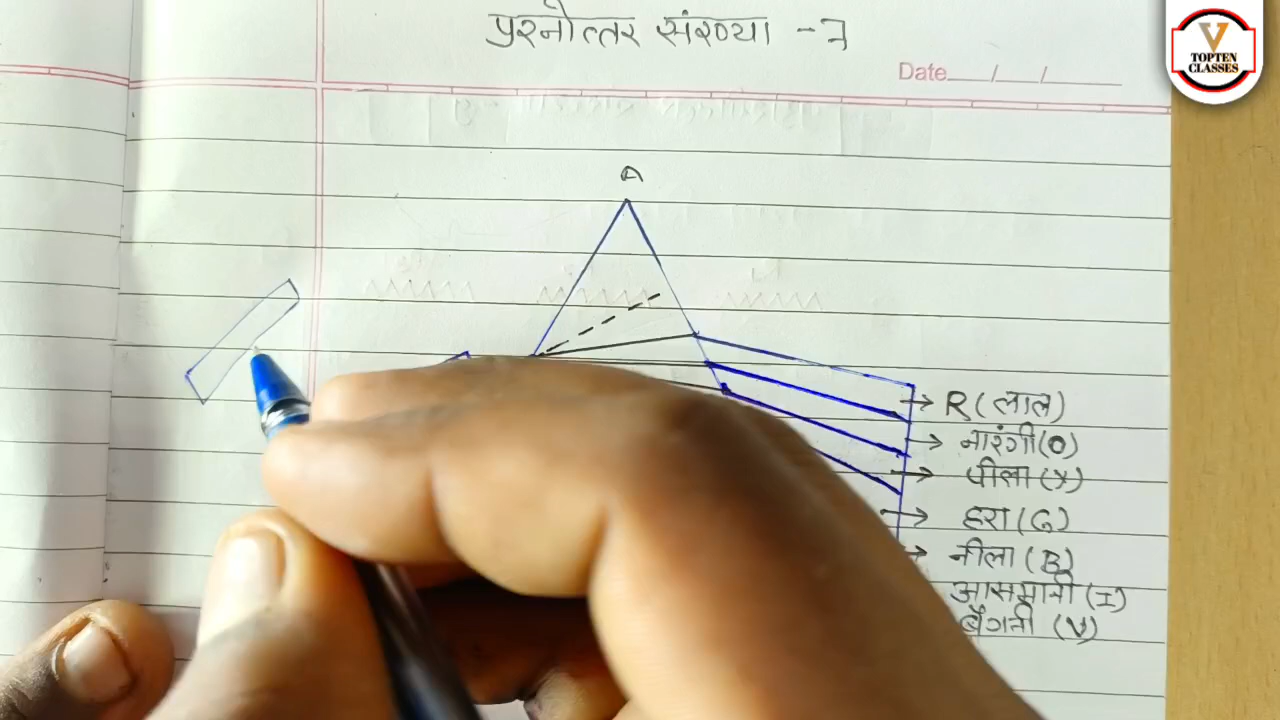 प्रश्नोत्तर संख्या - 7
Date / /
V
TOPTEN
CLASSES
A
R (लाल)
नारंगी (O)
पीला (Y)
हरा (G)
नीला (B)
आसमानी (I)
बैंगनी (V)